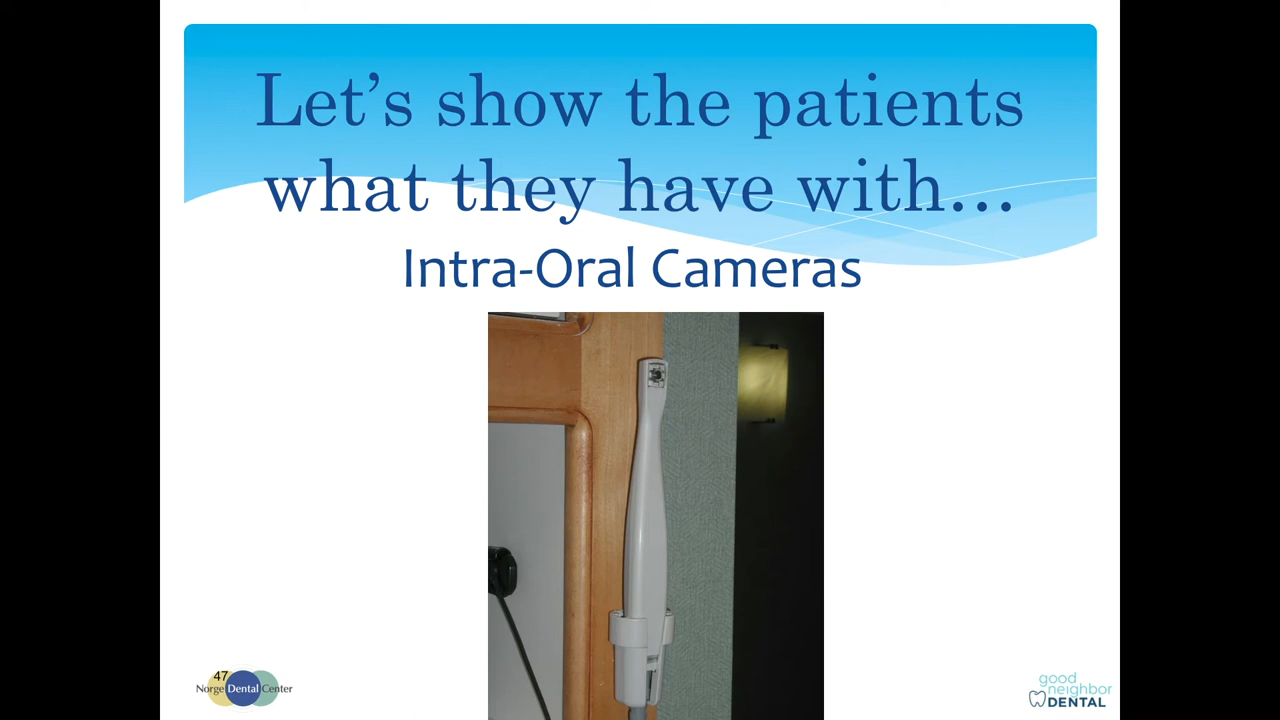 Let’s show the patients
what they have with…
Intra-Oral Cameras
47
Norge Dental Center
good
neighbor
DENTAL